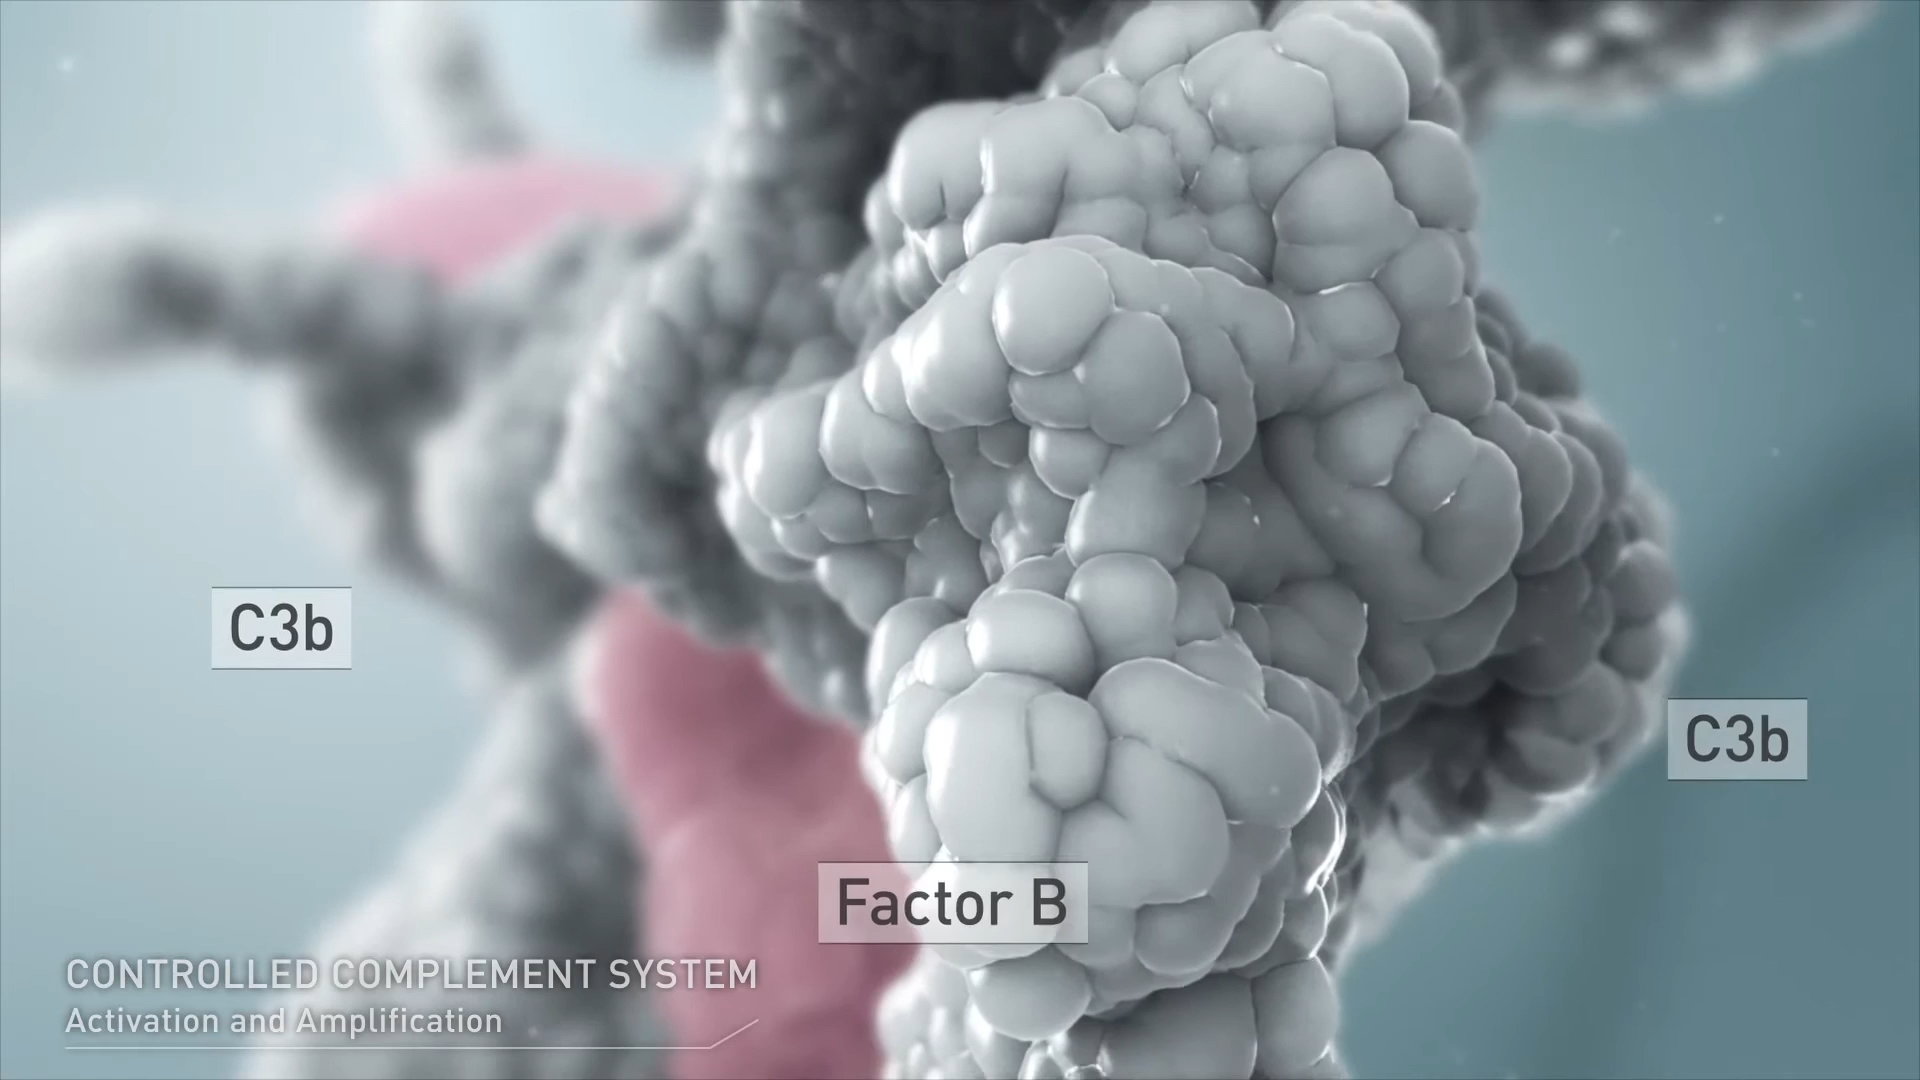 C3b
C3b
Factor B
CONTROLLED COMPLEMENT SYSTEM
Activation and Amplification